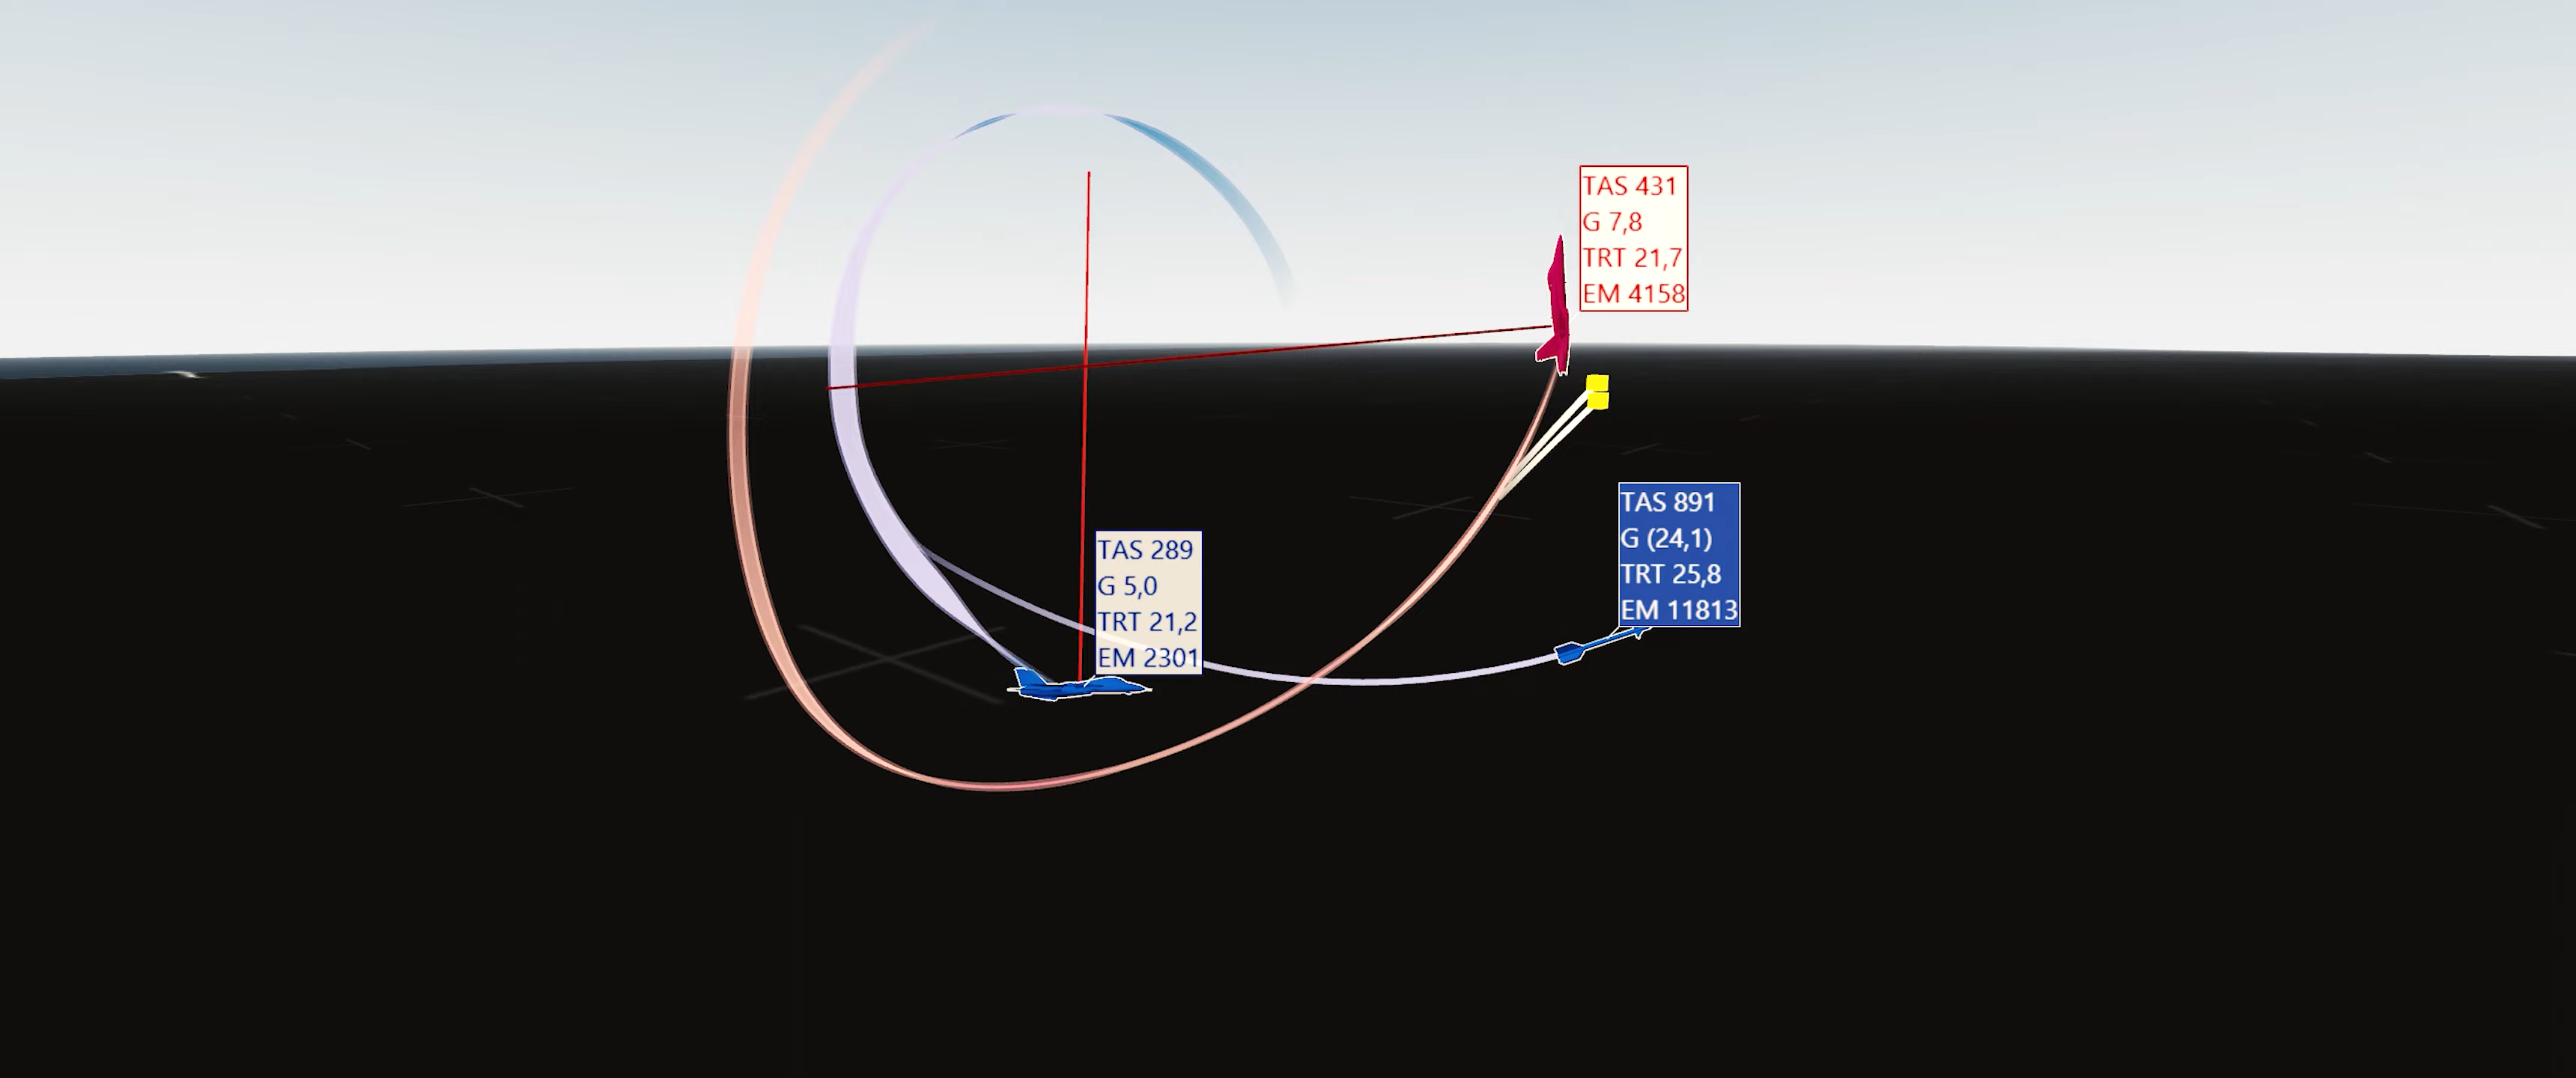 TAS 431
G 7,8
TRT 21,7
EM 4158
TAS 891
G (24,1)
TRT 25,8
EM 11813
TAS 289
G 5,0
TRT 21,2
EM 2301